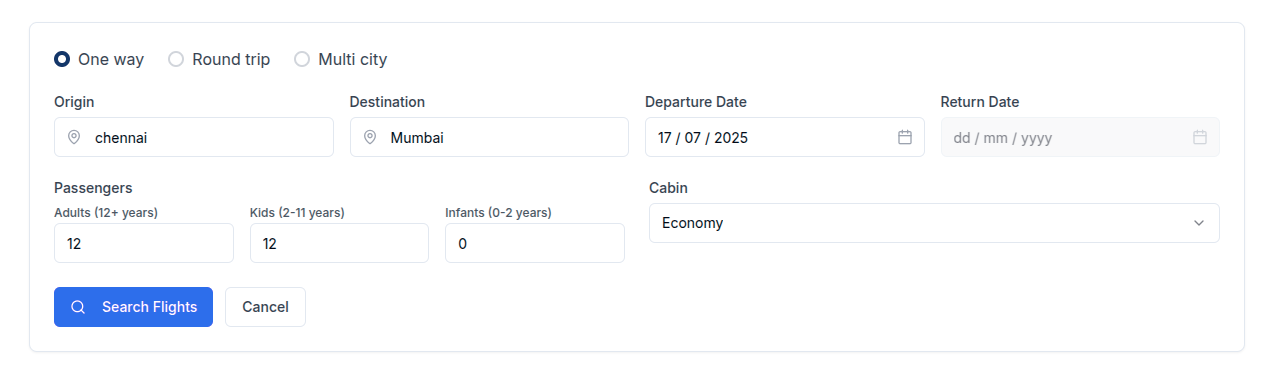 One way Round trip Multi city
Origin Destination Departure Date Return Date
chennai Mumbai 17 / 07 / 2025 dd / mm / yyyy
Passengers Cabin
Adults (12+ years) Kids (2-11 years) Infants (0-2 years)
12 12 0 Economy
Search Flights Cancel